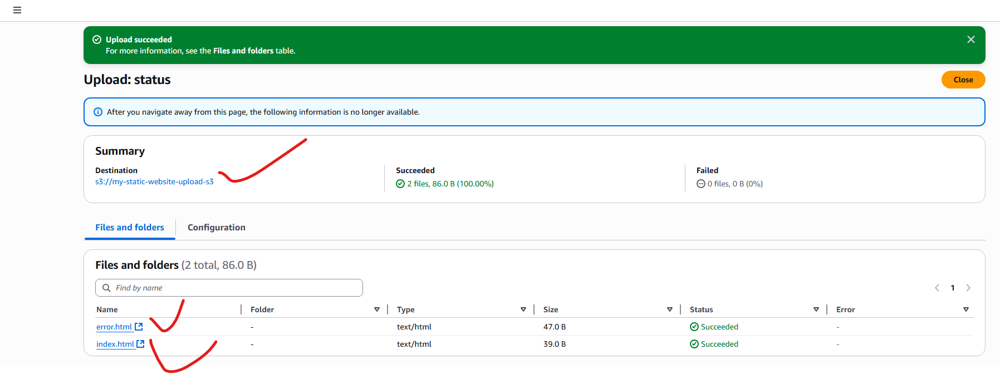 Upload succeeded
For more information, see the Files and folders table.
Upload: status
Close
After you navigate away from this page, the following information is no longer available.
Summary
Destination
s3://my-static-website-upload-s3
Succeeded
2 files, 86.0 B (100.00%)
Failed
0 files, 0 B (0%)
Files and folders
Configuration
Files and folders (2 total, 86.0 B)
Find by name
1
Name Folder Type Size Status Error
error.html - text/html 47.0 B Succeeded -
index.html - text/html 39.0 B Succeeded -